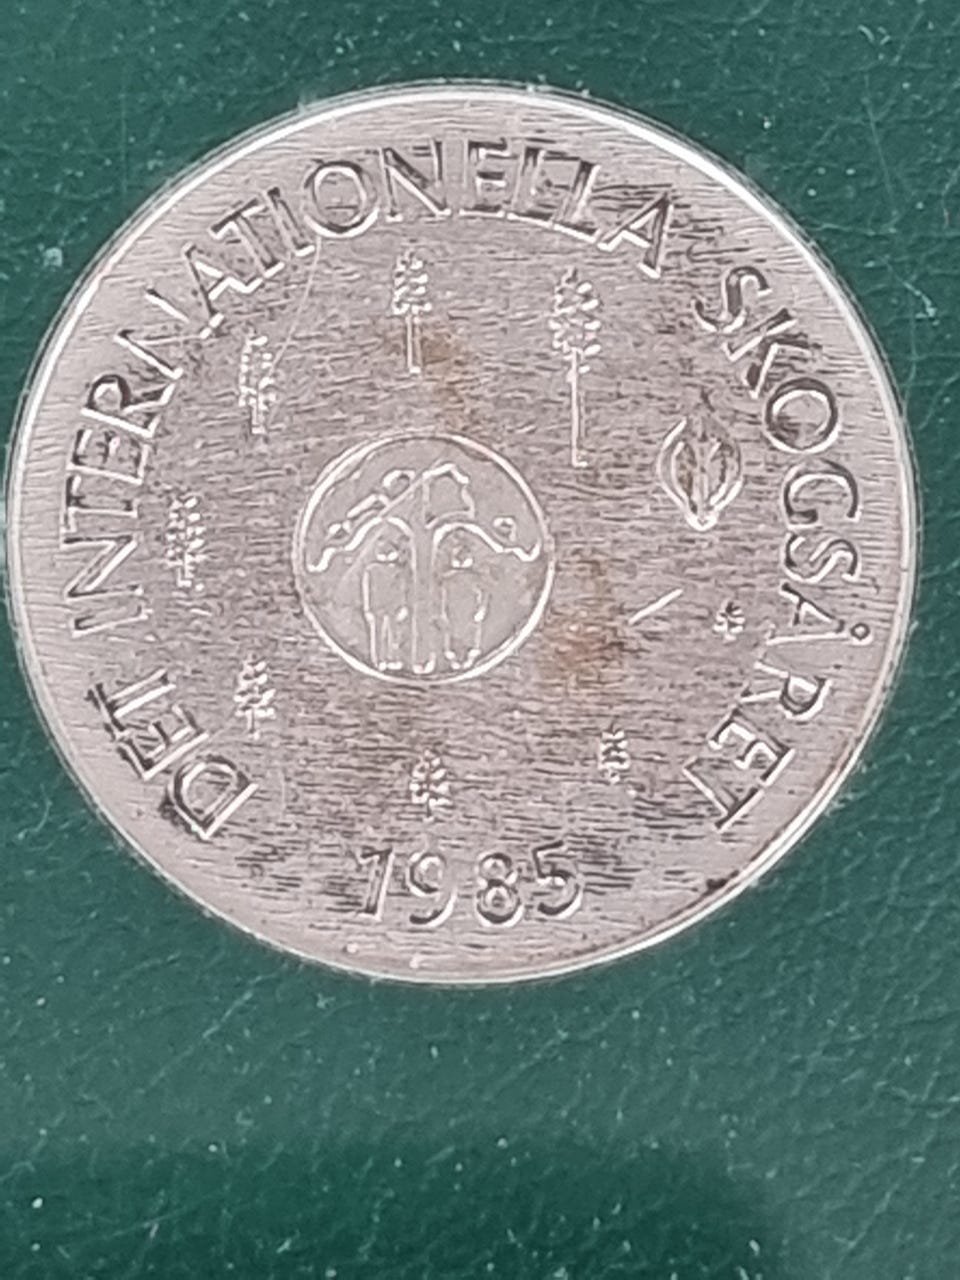 DET INTERNATIONELLA SKOGSÅRET
1985